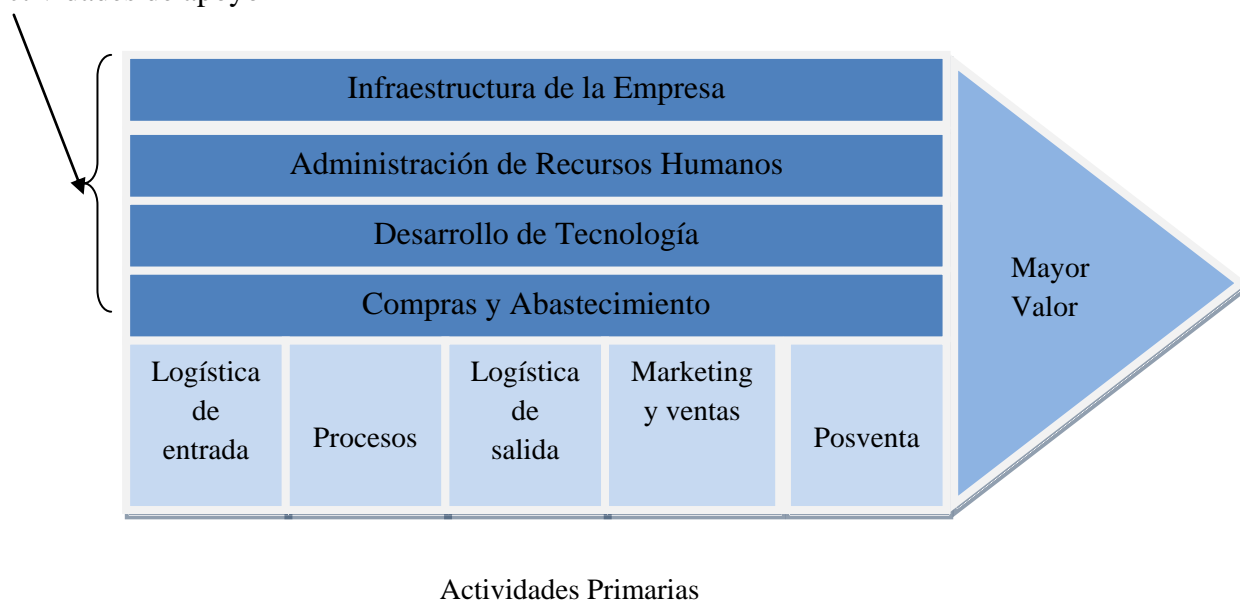 Infraestructura de la Empresa
Administración de Recursos Humanos
Desarrollo de Tecnología
Compras y Abastecimiento
Mayor
Valor
Logística
de
entrada
Procesos
Logística
de
salida
Marketing
y ventas
Posventa
Actividades Primarias